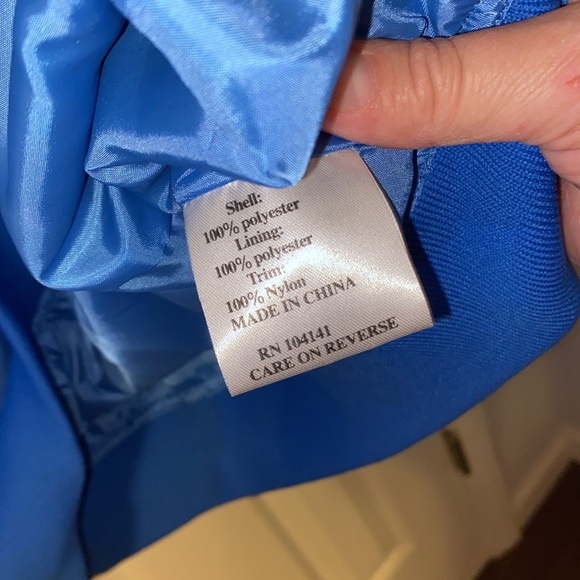 Shell:
100% polyester
Lining:
100% polyester
Trim:
100% Nylon
MADE IN CHINA
RN 104141
CARE ON REVERSE